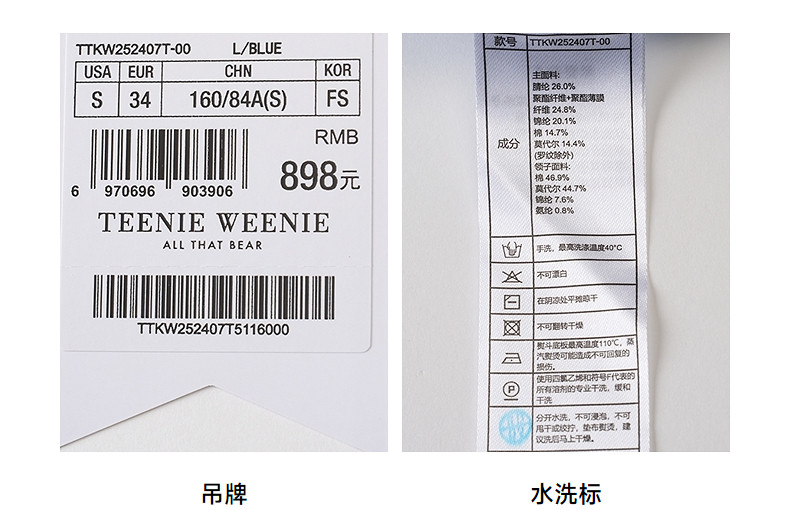 TTKW252407T-00 L/BLUE
USA EUR CHN KOR
S 34 160/84A(S) FS
RMB
898元
6 970696 903906
TEENIE WEENIE
ALL THAT BEAR
TTKW252407T5116000
吊牌
款号 TTKW252407T-00
成分
主面料:
腈纶 26.0%
聚酯纤维+聚酯薄膜
纤维 24.8%
锦纶 20.1%
棉 14.7%
莫代尔 14.4%
(罗纹除外)
领子面料:
棉 46.9%
莫代尔 44.7%
锦纶 7.6%
氨纶 0.8%
手洗，最高洗涤温度40°C
不可漂白
在阴凉处平摊晾干
不可翻转干燥
熨斗底板最高温度110°C，蒸
汽熨烫可能造成不可回复的
损伤。
P
使用四氯乙烯和符号F代表的
所有溶剂的专业干洗，缓和
干洗
分开水洗，不可浸泡，不可
甩干或绞拧，垫布熨烫，建
议洗后马上干燥。
水洗标